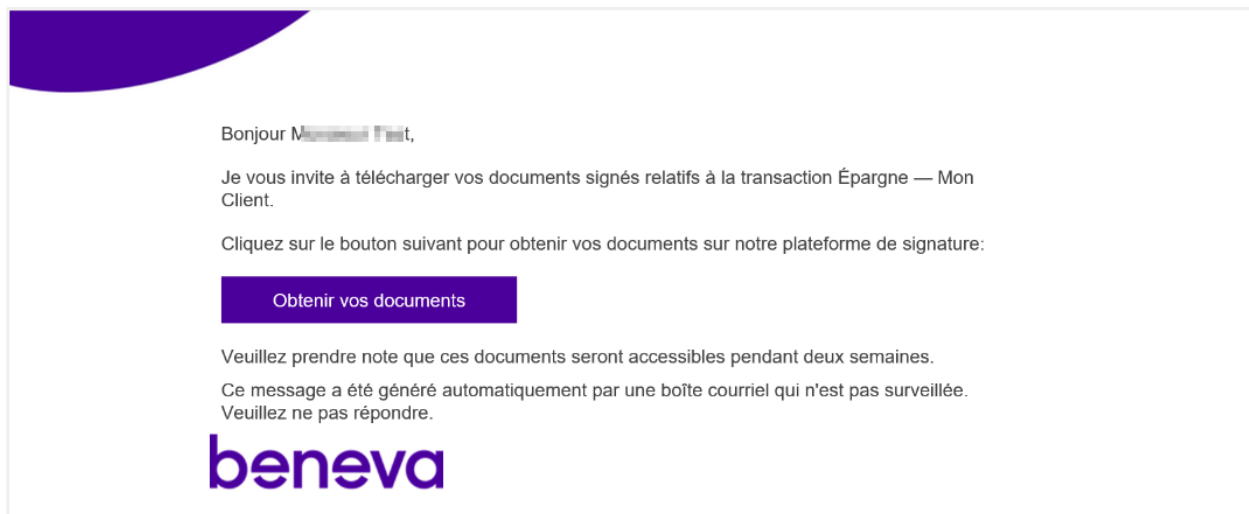 Bonjour
Je vous invite à télécharger vos documents signés relatifs à la transaction Épargne — Mon
Client.
Cliquez sur le bouton suivant pour obtenir vos documents sur notre plateforme de signature:
Obtenir vos documents
Veuillez prendre note que ces documents seront accessibles pendant deux semaines.
Ce message a été généré automatiquement par une boîte courriel qui n'est pas surveillée.
Veuillez ne pas répondre.
beneva